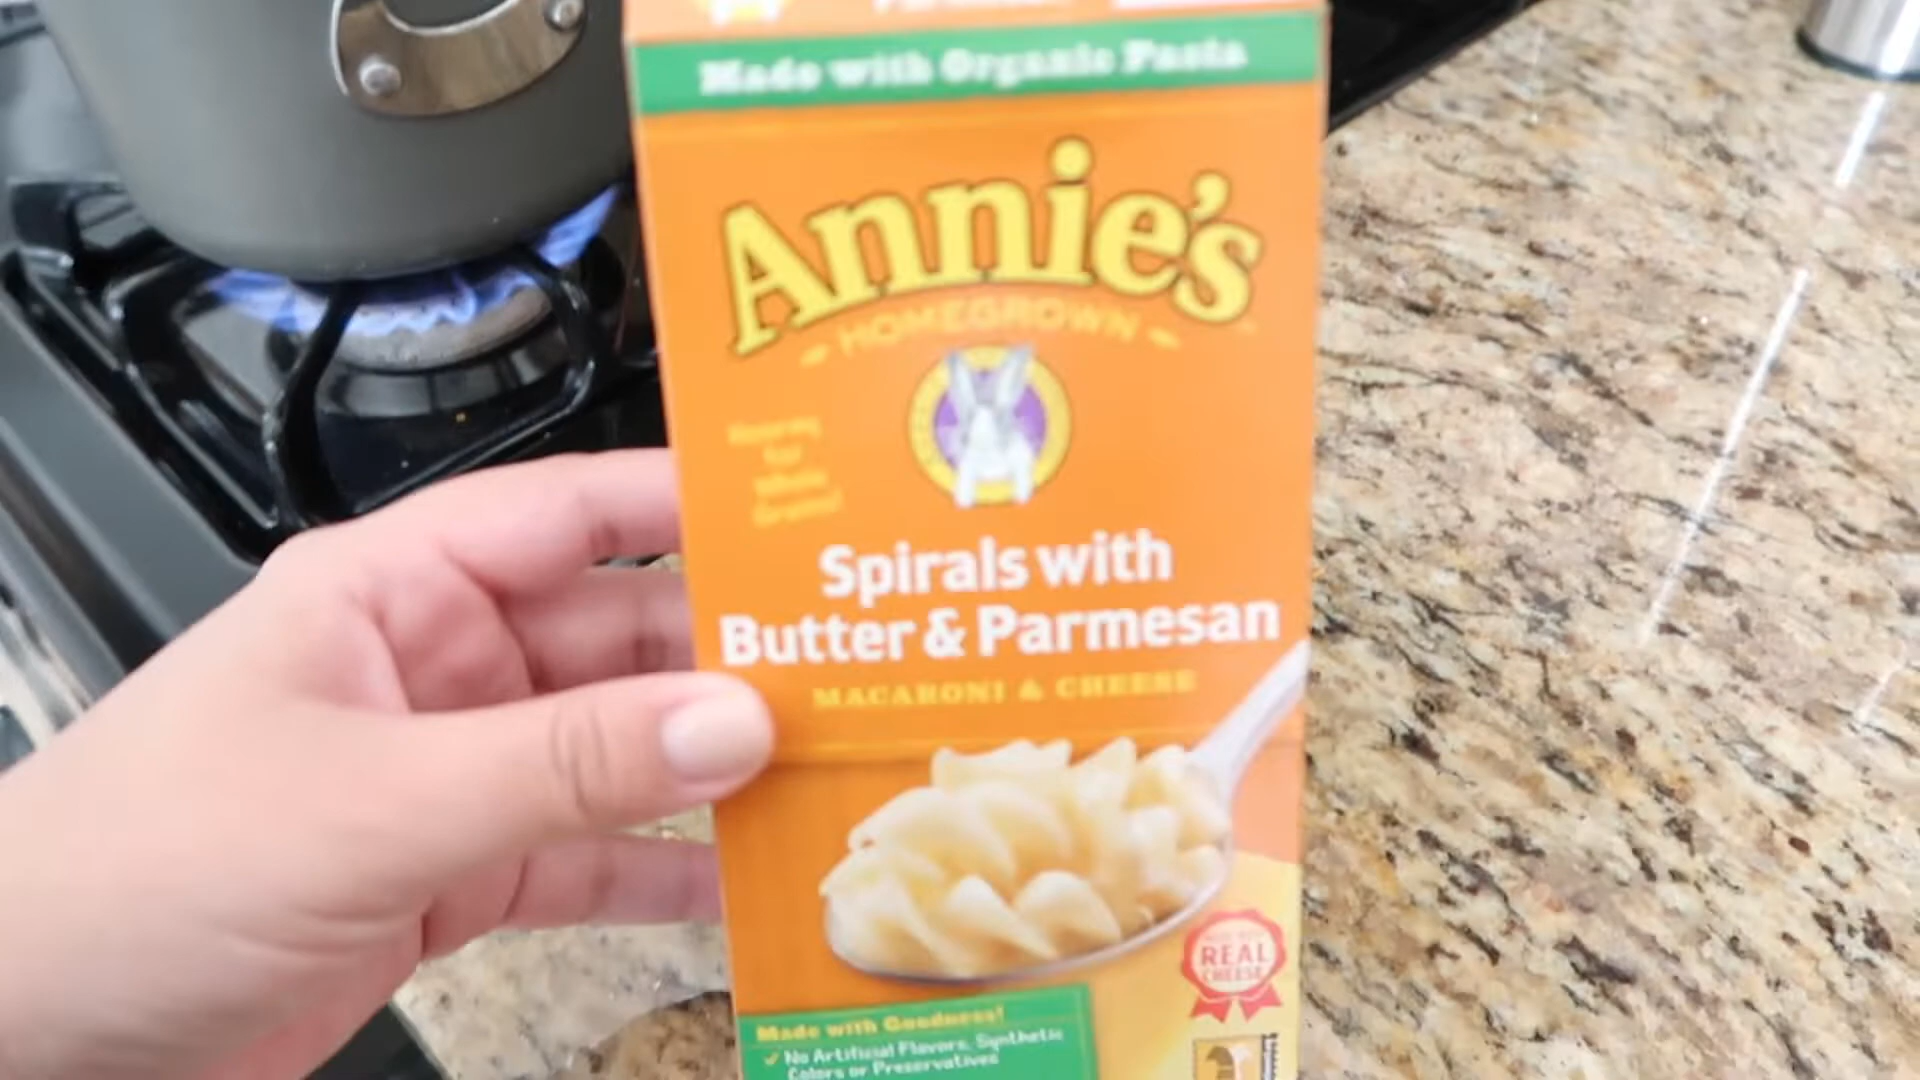 Made with Organic Pasta
Annie's
HOMEGROWN
Spirals with
Butter & Parmesan
MACARONI & CHEESE
REAL
CHEESE
Made with Goodness!
✓ No Artificial Flavors, Synthetic
Colors or Preservatives